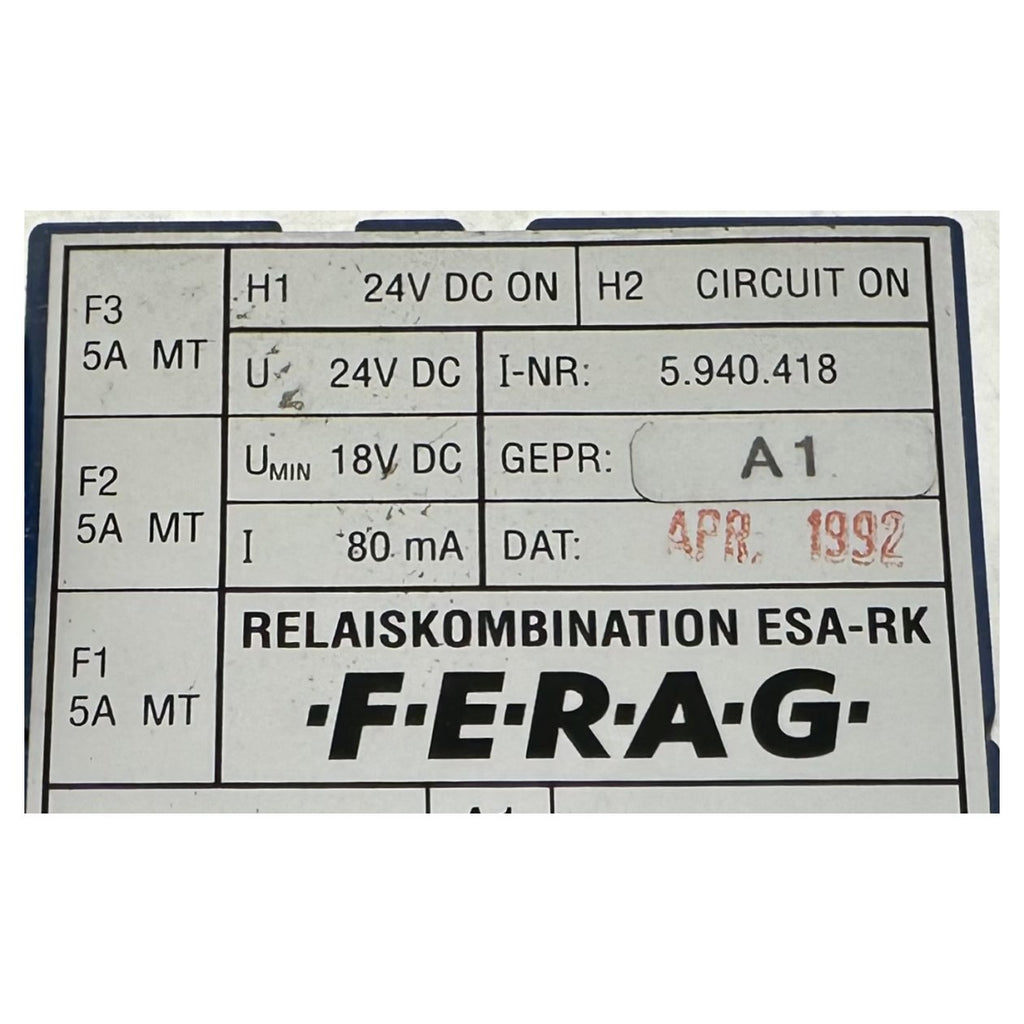 F3
5A MT
H1 24V DC ON
H2 CIRCUIT ON
U 24V DC
I-NR: 5.940.418
F2
5A MT
UMIN 18V DC
GEPR: A1
I 80 mA
DAT: APR. 1992
F1
5A MT
RELAISKOMBINATION ESA-RK
·F·E·R·A·G·